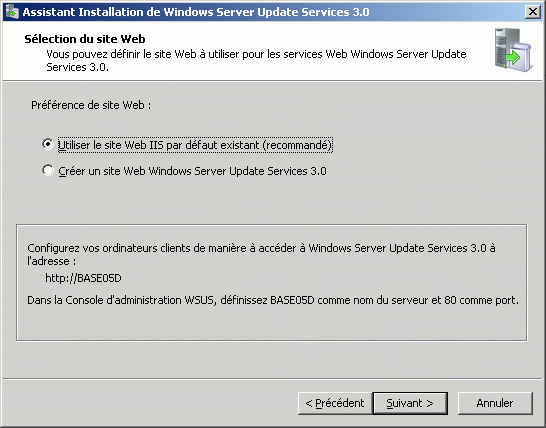 Assistant Installation de Windows Server Update Services 3.0
Sélection du site Web
Vous pouvez définir le site Web à utiliser pour les services Web Windows Server Update
Services 3.0.
Préférence de site Web :
Utiliser le site Web IIS par défaut existant (recommandé)
Créer un site Web Windows Server Update Services 3.0
Configurez vos ordinateurs clients de manière à accéder à Windows Server Update Services 3.0 à
l'adresse :
http://BASE05D
Dans la Console d'administration WSUS, définissez BASE05D comme nom du serveur et 80 comme port.
< Précédent
Suivant >
Annuler